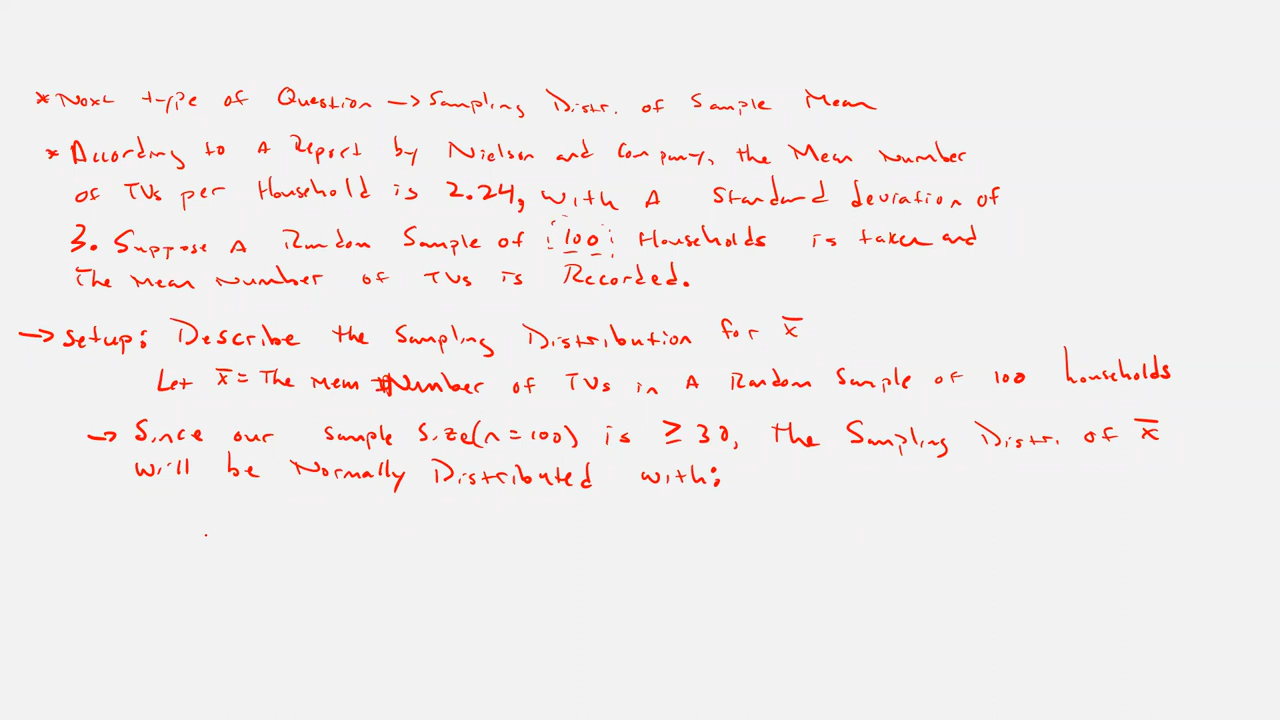 * Next type of Question → Sampling Distr. of Sample Mean
* According to A Report by Nielson and Company, the Mean Number
of TVs per Household is 2.24, with A Standard deviation of
3. Suppose A Random Sample of 100 Households is taken and
The mean Number of TVs is Recorded.
→ Setup: Describe the Sampling Distribution for x̄
Let x̄ = The mean Number of TVs in A Random Sample of 100 households
→ Since our sample size (n=100) is ≥ 30, the Sampling Distr. of x̄
will be Normally Distributed with: